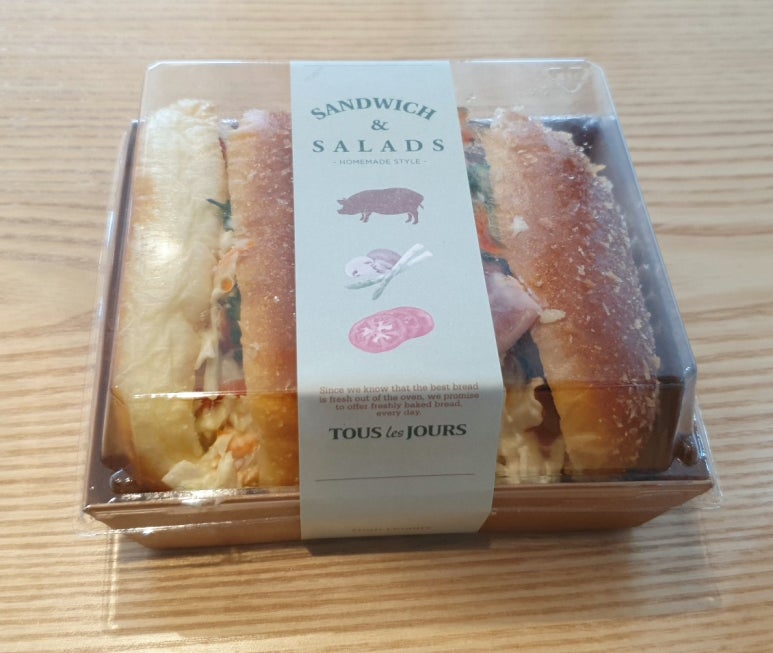 SANDWICH
&
SALADS
- HOMEMADE STYLE -
Since we know that the best bread
is fresh out of the oven, we promise
to offer freshly baked bread.
every day.
TOUS les JOURS